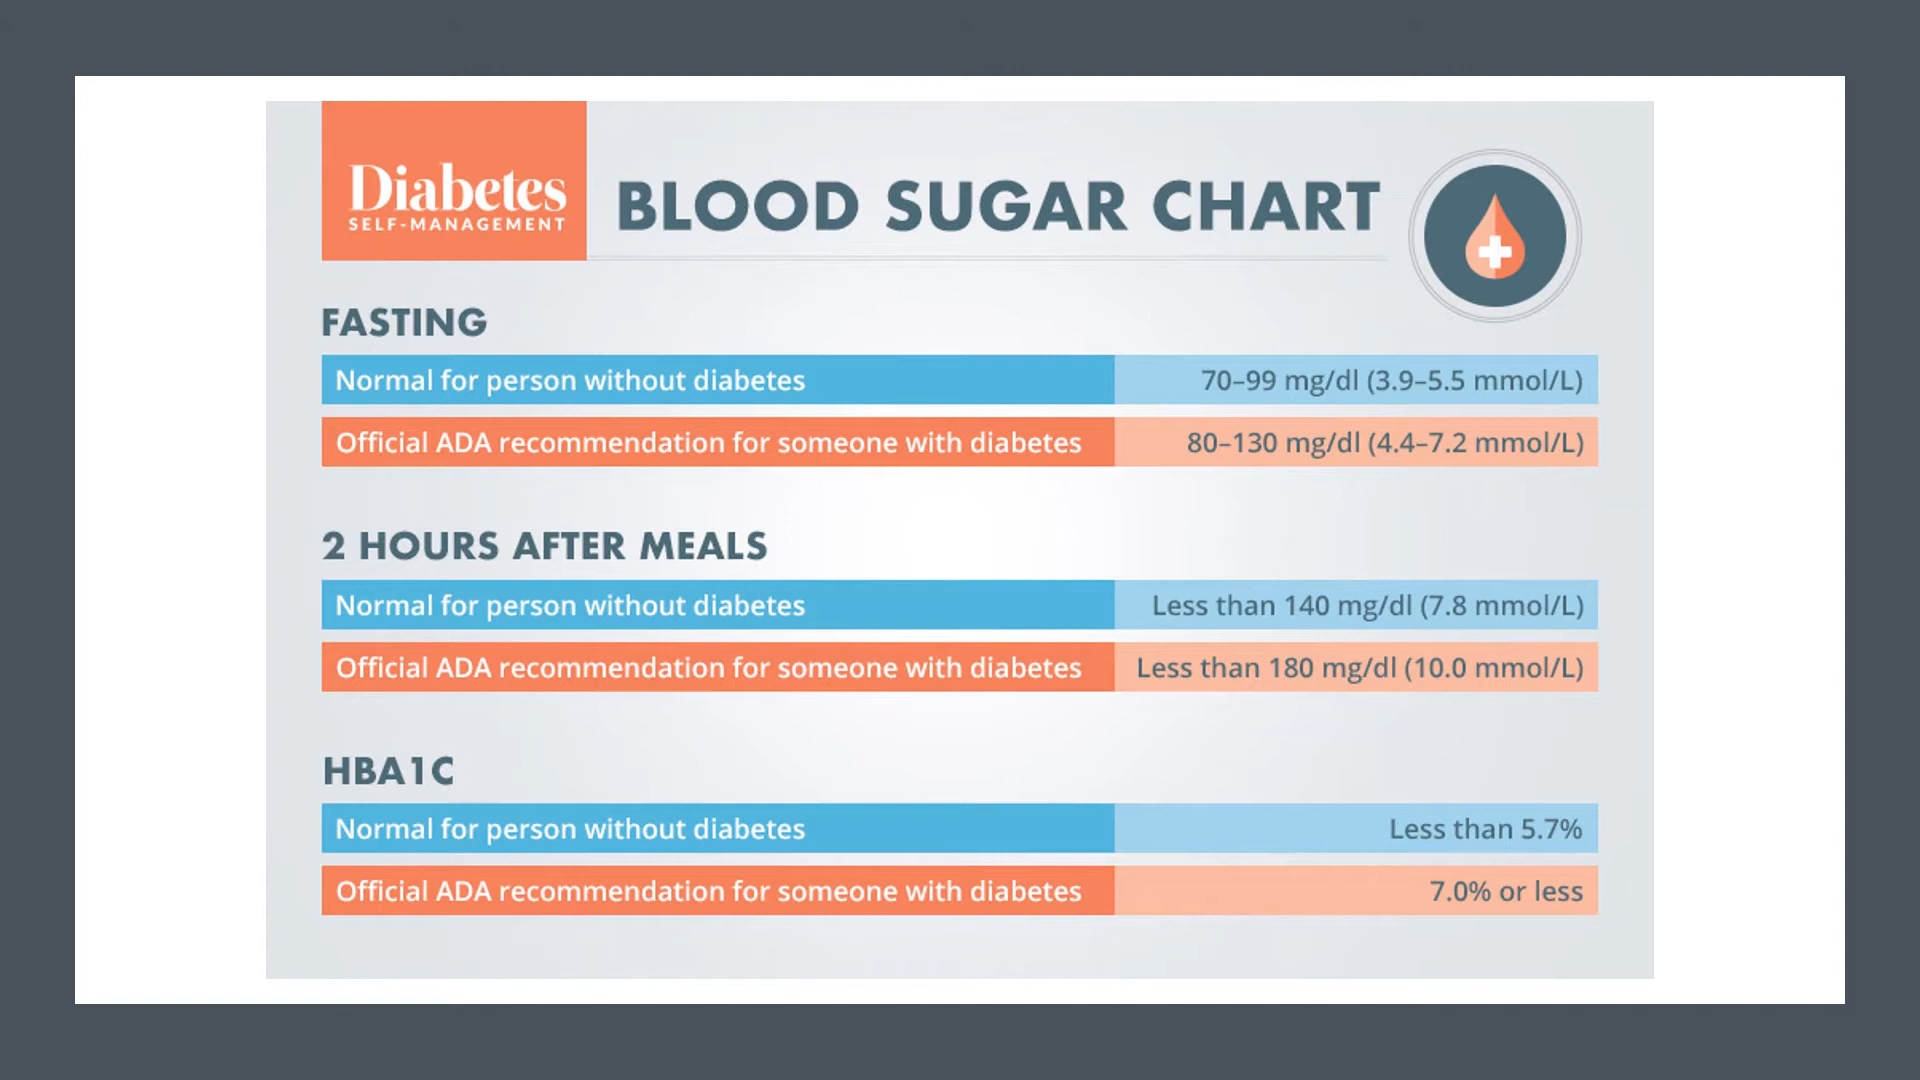 Diabetes
SELF-MANAGEMENT
BLOOD SUGAR CHART
FASTING
Normal for person without diabetes 70–99 mg/dl (3.9–5.5 mmol/L)
Official ADA recommendation for someone with diabetes 80–130 mg/dl (4.4–7.2 mmol/L)
2 HOURS AFTER MEALS
Normal for person without diabetes Less than 140 mg/dl (7.8 mmol/L)
Official ADA recommendation for someone with diabetes Less than 180 mg/dl (10.0 mmol/L)
HBA1C
Normal for person without diabetes Less than 5.7%
Official ADA recommendation for someone with diabetes 7.0% or less